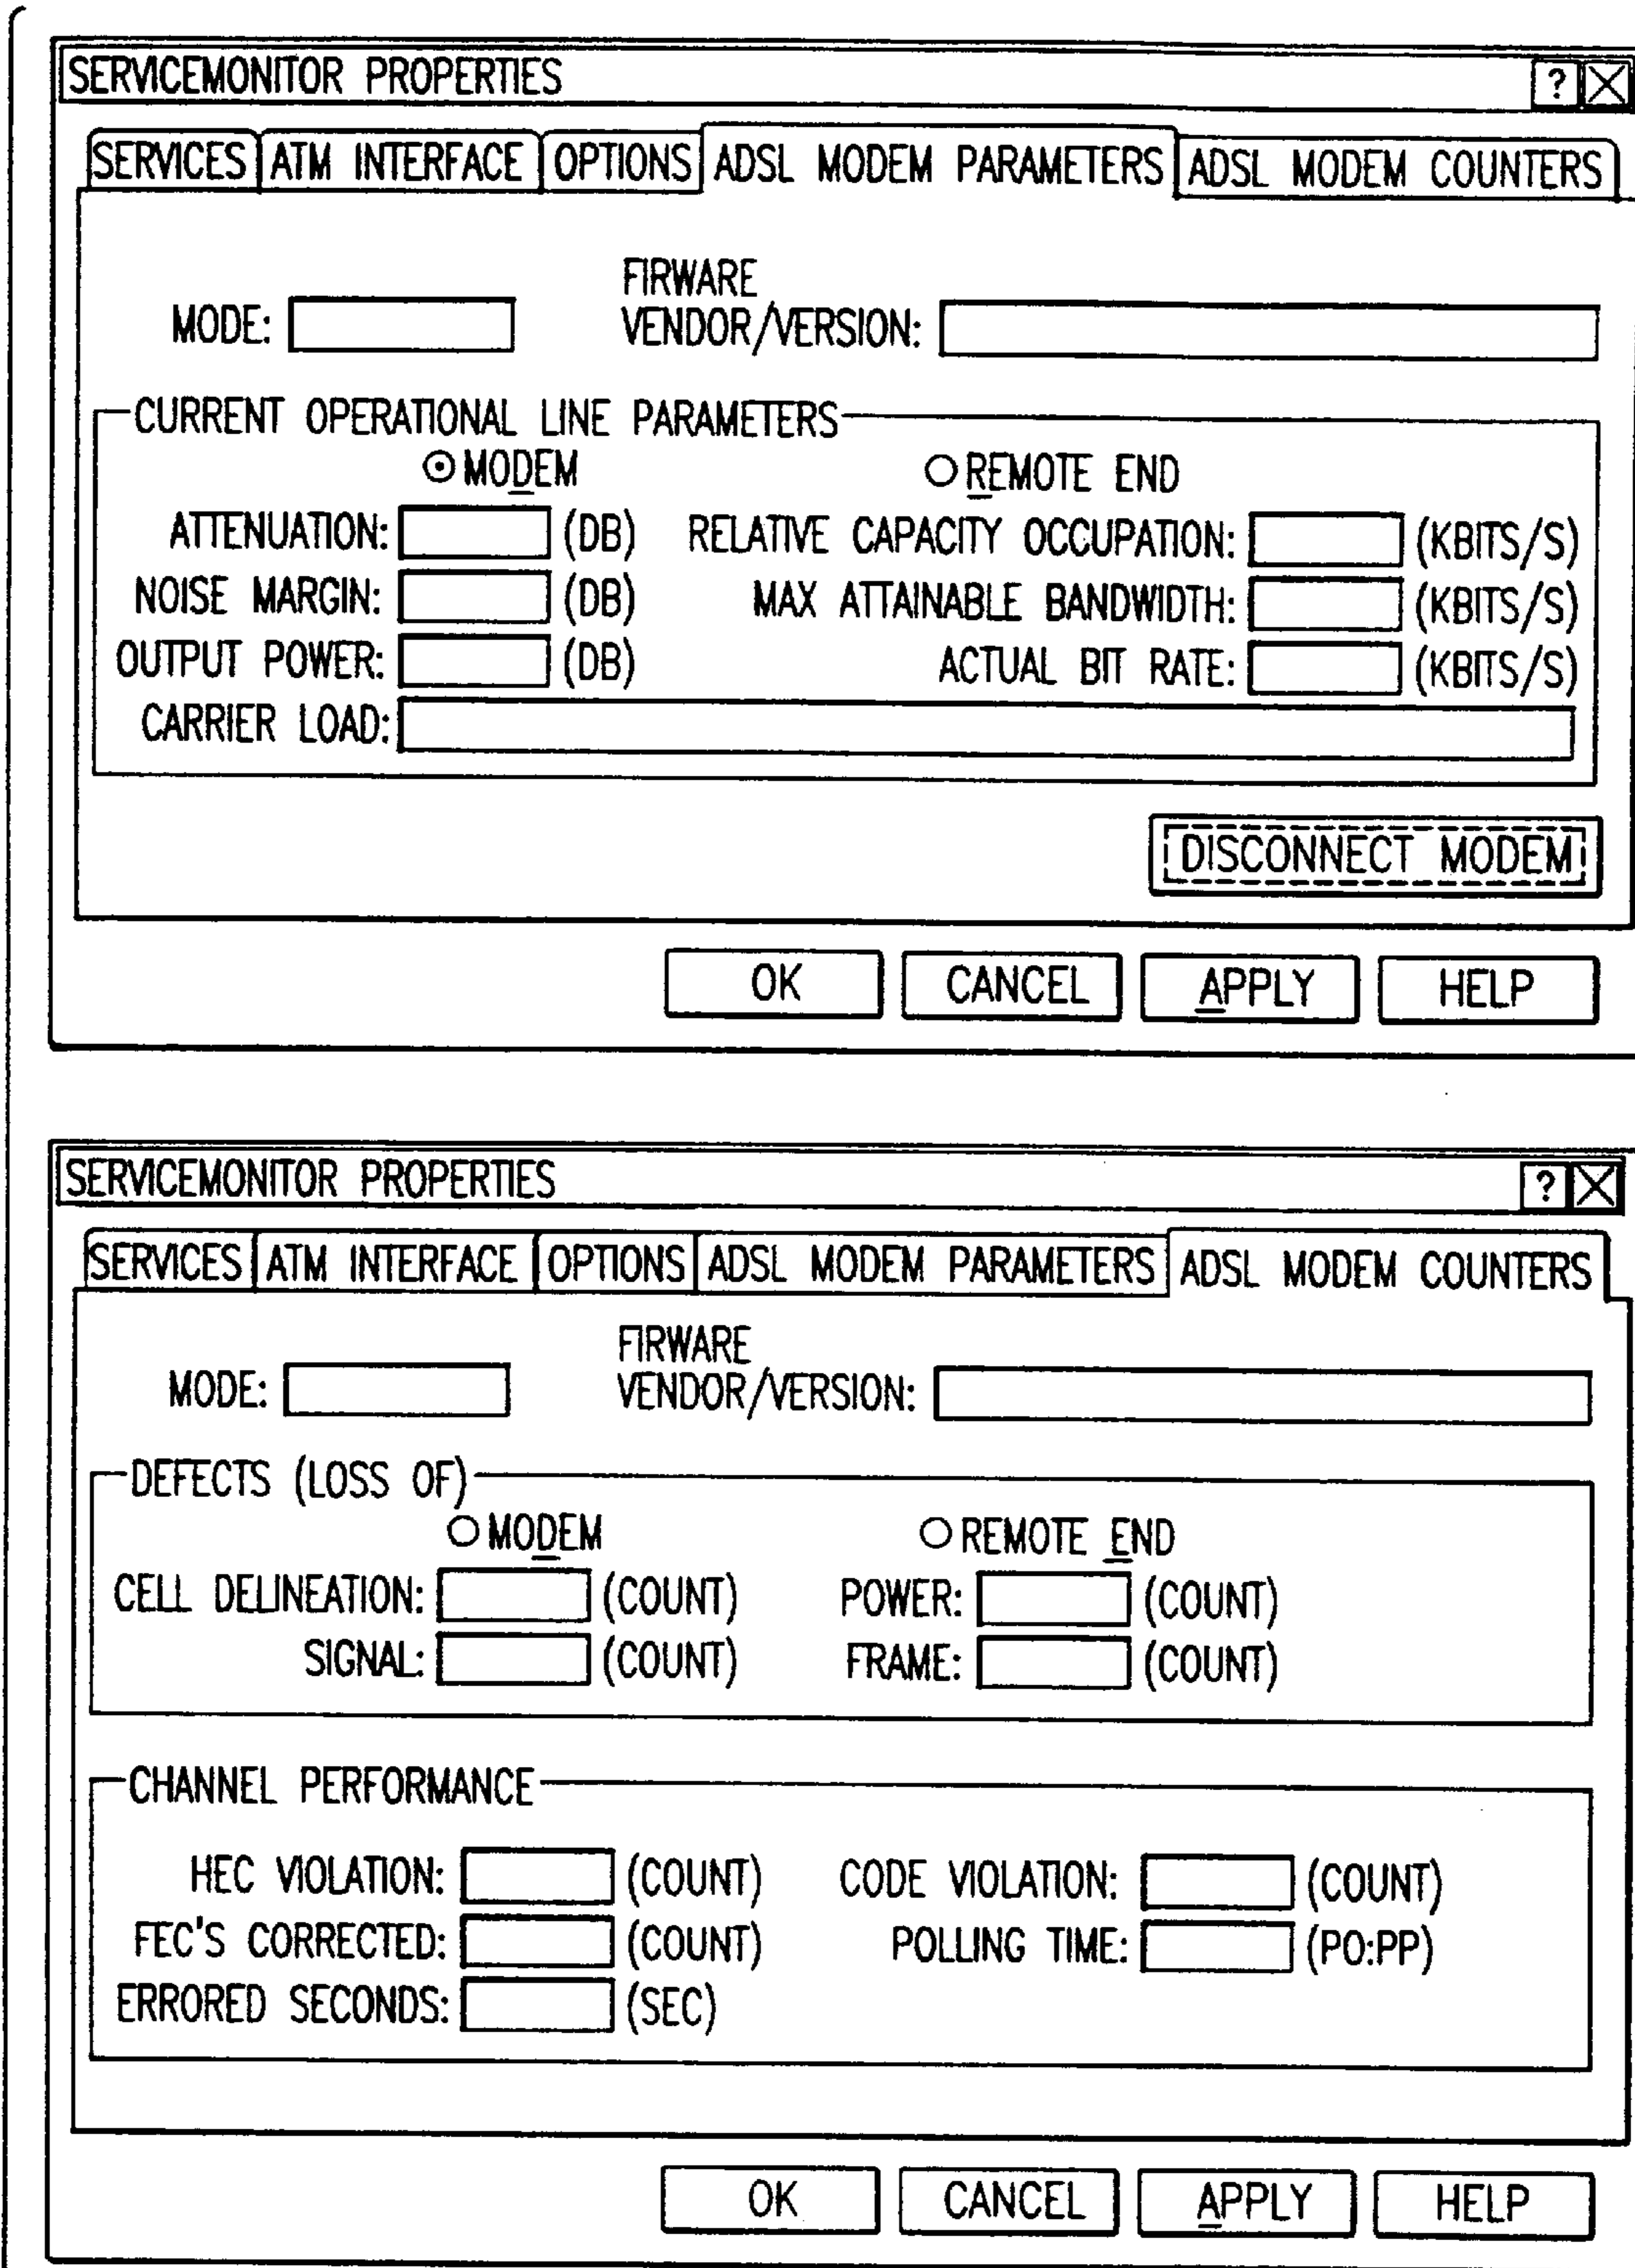 SERVICEMONITOR PROPERTIES ? X
SERVICES ATM INTERFACE OPTIONS ADSL MODEM PARAMETERS ADSL MODEM COUNTERS
FIRWARE
MODE: VENDOR/VERSION:
CURRENT OPERATIONAL LINE PARAMETERS
MODEM REMOTE END
ATTENUATION: (DB) RELATIVE CAPACITY OCCUPATION: (KBITS/S)
NOISE MARGIN: (DB) MAX ATTAINABLE BANDWIDTH: (KBITS/S)
OUTPUT POWER: (DB) ACTUAL BIT RATE: (KBITS/S)
CARRIER LOAD:
DISCONNECT MODEM
OK CANCEL APPLY HELP
SERVICEMONITOR PROPERTIES ? X
SERVICES ATM INTERFACE OPTIONS ADSL MODEM PARAMETERS ADSL MODEM COUNTERS
FIRWARE
MODE: VENDOR/VERSION:
DEFECTS (LOSS OF)
MODEM REMOTE END
CELL DELINEATION: (COUNT) POWER: (COUNT)
SIGNAL: (COUNT) FRAME: (COUNT)
CHANNEL PERFORMANCE
HEC VIOLATION: (COUNT) CODE VIOLATION: (COUNT)
FEC'S CORRECTED: (COUNT) POLLING TIME: (PO:PP)
ERRORED SECONDS: (SEC)
OK CANCEL APPLY HELP